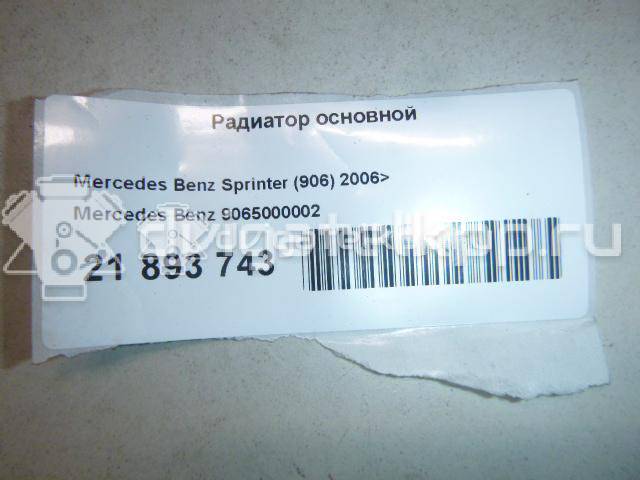 Радиатор основной
Mercedes Benz Sprinter (906) 2006>
Mercedes Benz 9065000002
21 893 743